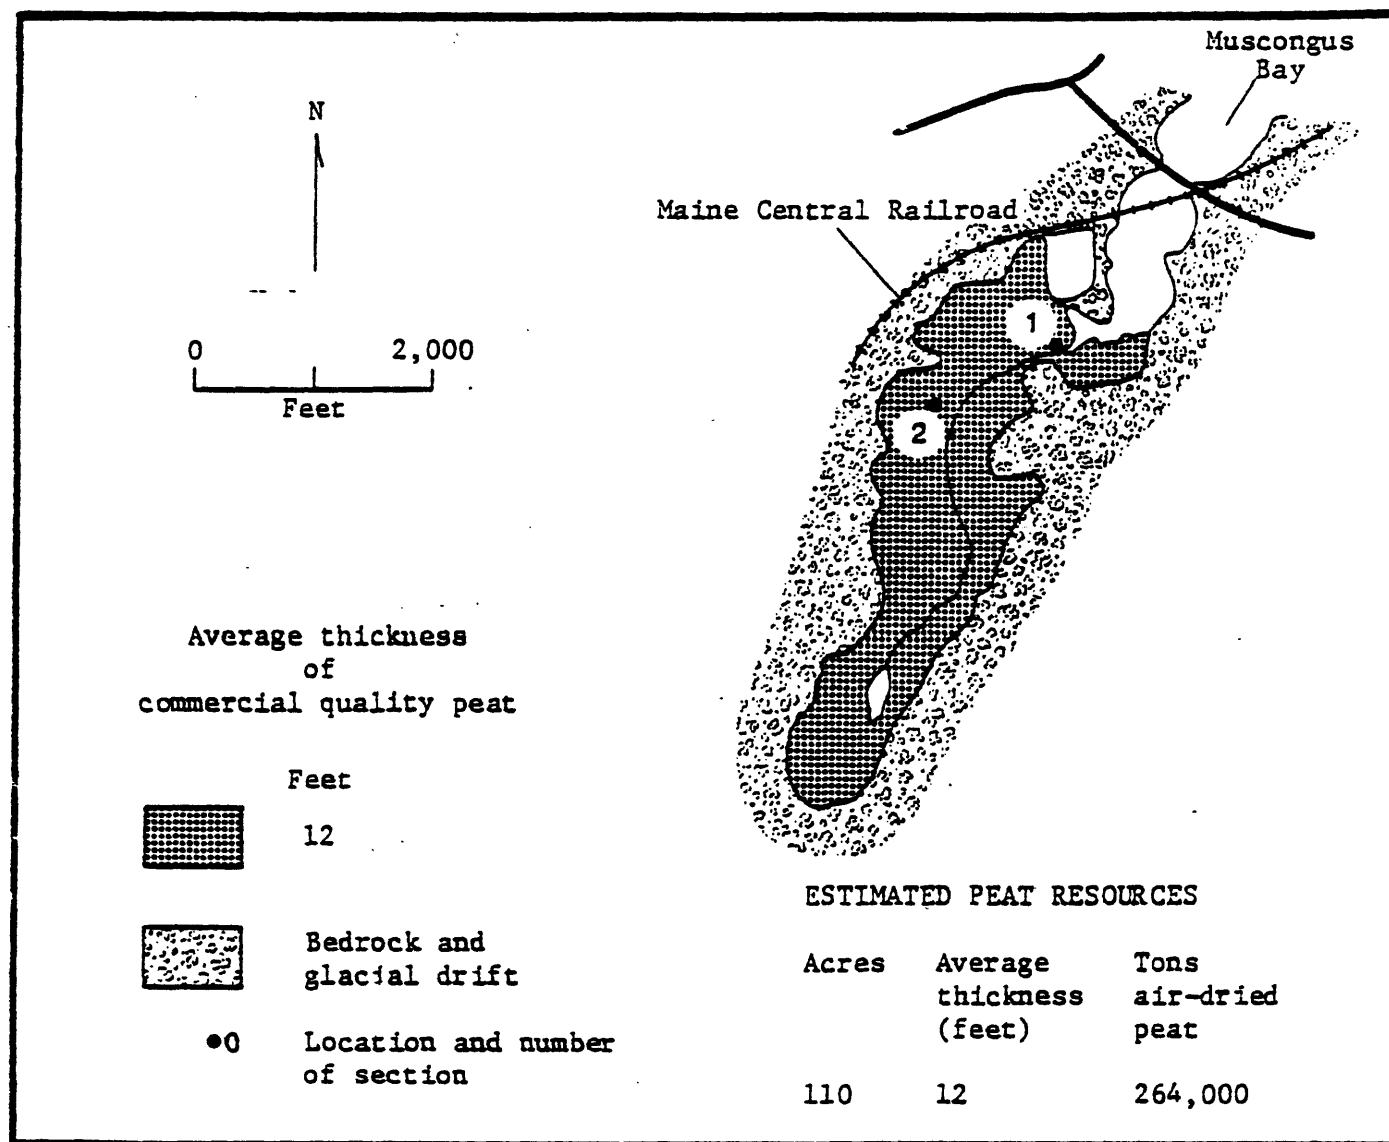 Muscongus
Bay
N
Maine Central Railroad
0 2,000
Feet
1
2
Average thickness
of
commercial quality peat
Feet
12
Bedrock and
glacial drift
0 Location and number
of section
ESTIMATED PEAT RESOURCES
Acres Average Tons
thickness air-dried
(feet) peat
110 12 264,000